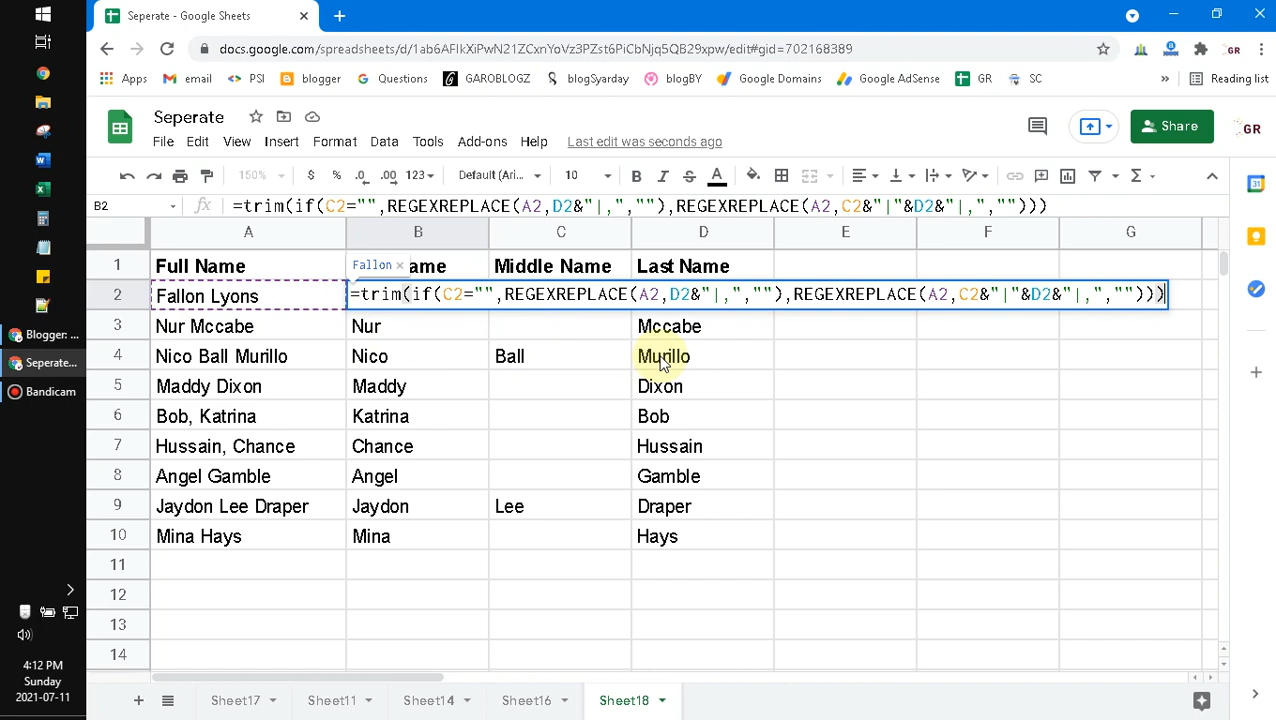 Seperate - Google Sheets
docs.google.com/spreadsheets/d/1ab6AFIkXiPwN21ZCxnYoVz3PZst6PiCbNjq5QB29xpw/edit#gid=702168389
Apps email PSI blogger Questions GAROBLOGZ blogSyarday blogBY Google Domains Google AdSense GR SC » Reading list
Seperate
File Edit View Insert Format Data Tools Add-ons Help Last edit was seconds ago
Share
GR
150% $ % .0 .00 123 Default (Ari... 10 B I S A Σ
B2 fx =trim(if(C2="",REGEXREPLACE(A2,D2&"|,",""),REGEXREPLACE(A2,C2&"|"&D2&"|,","")))
A B C D E F G
1 Full Name ame Middle Name Last Name
Fallon ×
2 Fallon Lyons =trim(if(C2="",REGEXREPLACE(A2,D2&"|,",""),REGEXREPLACE(A2,C2&"|"&D2&"|,","")))
3 Nur Mccabe Nur Mccabe
4 Nico Ball Murillo Nico Ball Murillo
5 Maddy Dixon Maddy Dixon
6 Bob, Katrina Katrina Bob
7 Hussain, Chance Chance Hussain
8 Angel Gamble Angel Gamble
9 Jaydon Lee Draper Jaydon Lee Draper
10 Mina Hays Mina Hays
11
12
13
14
Sheet17 Sheet11 Sheet14 Sheet16 Sheet18
Blogger: ...
Seperate...
Bandicam
4:12 PM
Sunday
2021-07-11